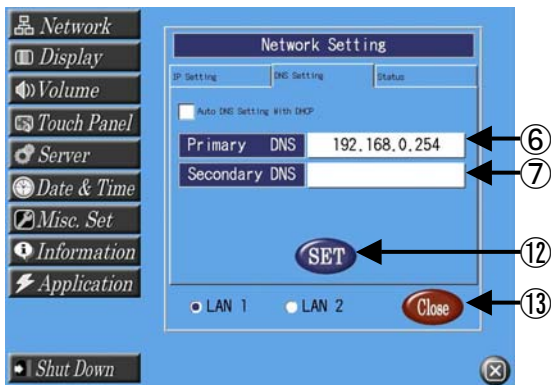 Network
Display
Volume
Touch Panel
Server
Date & Time
Misc. Set
Information
Application
Shut Down
Network Setting
IP Setting
DNS Setting
Status
Auto DNS Setting With DHCP
Primary DNS
192.168.0.254
Secondary DNS
SET
LAN 1
LAN 2
Close
⑥
⑦
⑫
⑬